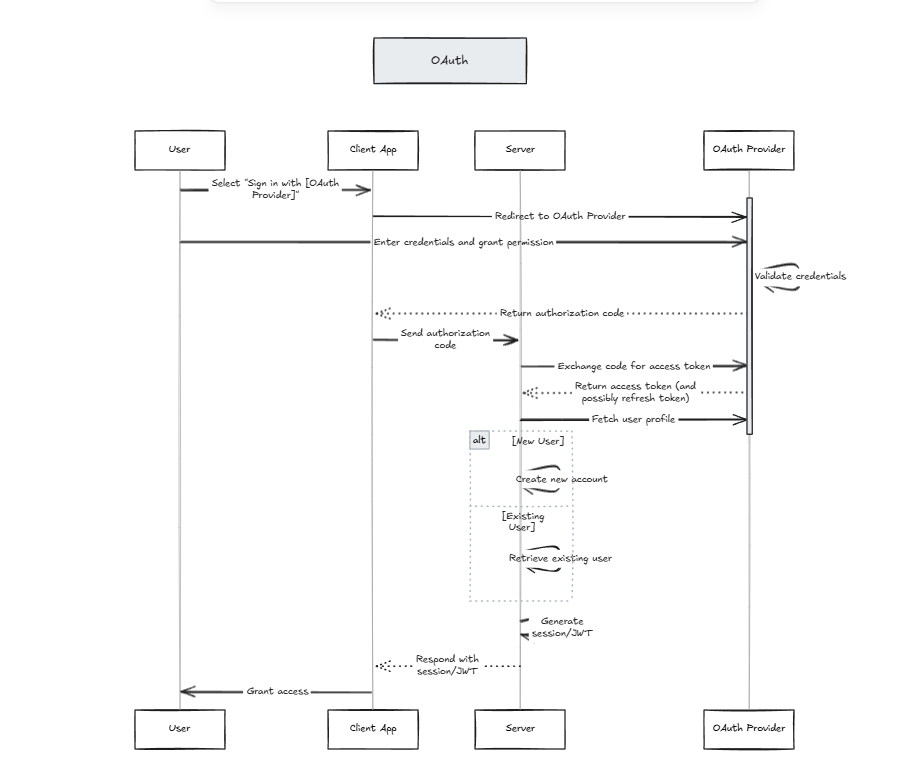 OAuth
User
Client App
Server
OAuth Provider
Select "Sign in with [OAuth
Provider]"
Redirect to OAuth Provider
Enter credentials and grant permission
Validate credentials
Return authorization code
Send authorization
code
Exchange code for access token
Return access token (and
possibly refresh token)
Fetch user profile
alt
[New User]
Create new account
[Existing
User]
Retrieve existing user
Generate
session/JWT
Respond with
session/JWT
Grant access
User
Client App
Server
OAuth Provider